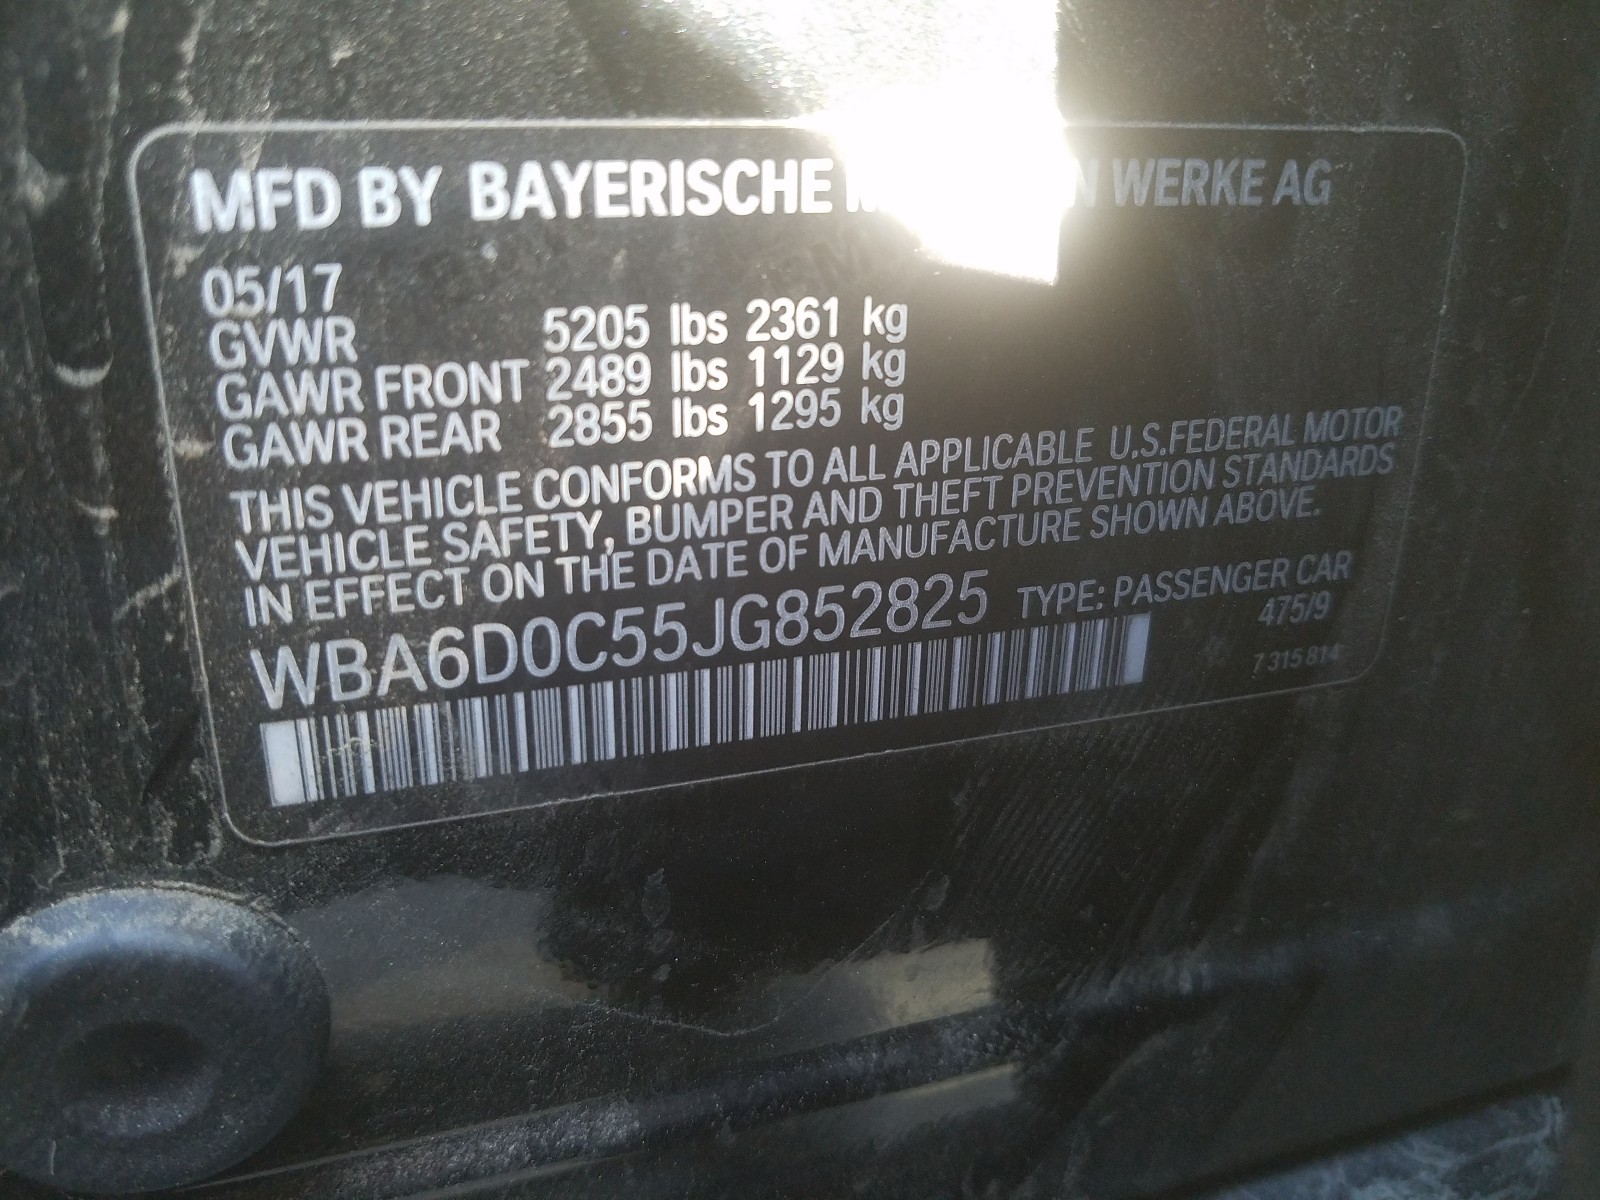 MFD BY BAYERISCHE WERKE AG
05/17
GVWR 5205 lbs 2361 kg
GAWR FRONT 2489 lbs 1129 kg
GAWR REAR 2855 lbs 1295 kg
THIS VEHICLE CONFORMS TO ALL APPLICABLE U.S.FEDERAL MOTOR
VEHICLE SAFETY, BUMPER AND THEFT PREVENTION STANDARDS
IN EFFECT ON THE DATE OF MANUFACTURE SHOWN ABOVE.
WBA6D0C55JG852825 TYPE: PASSENGER CAR
475/9
7 315 814